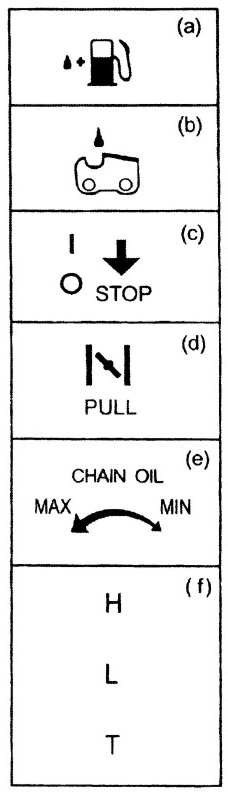 (a)
(b)
(c)
STOP
(d)
PULL
(e)
CHAIN OIL
MAX MIN
(f)
H
L
T